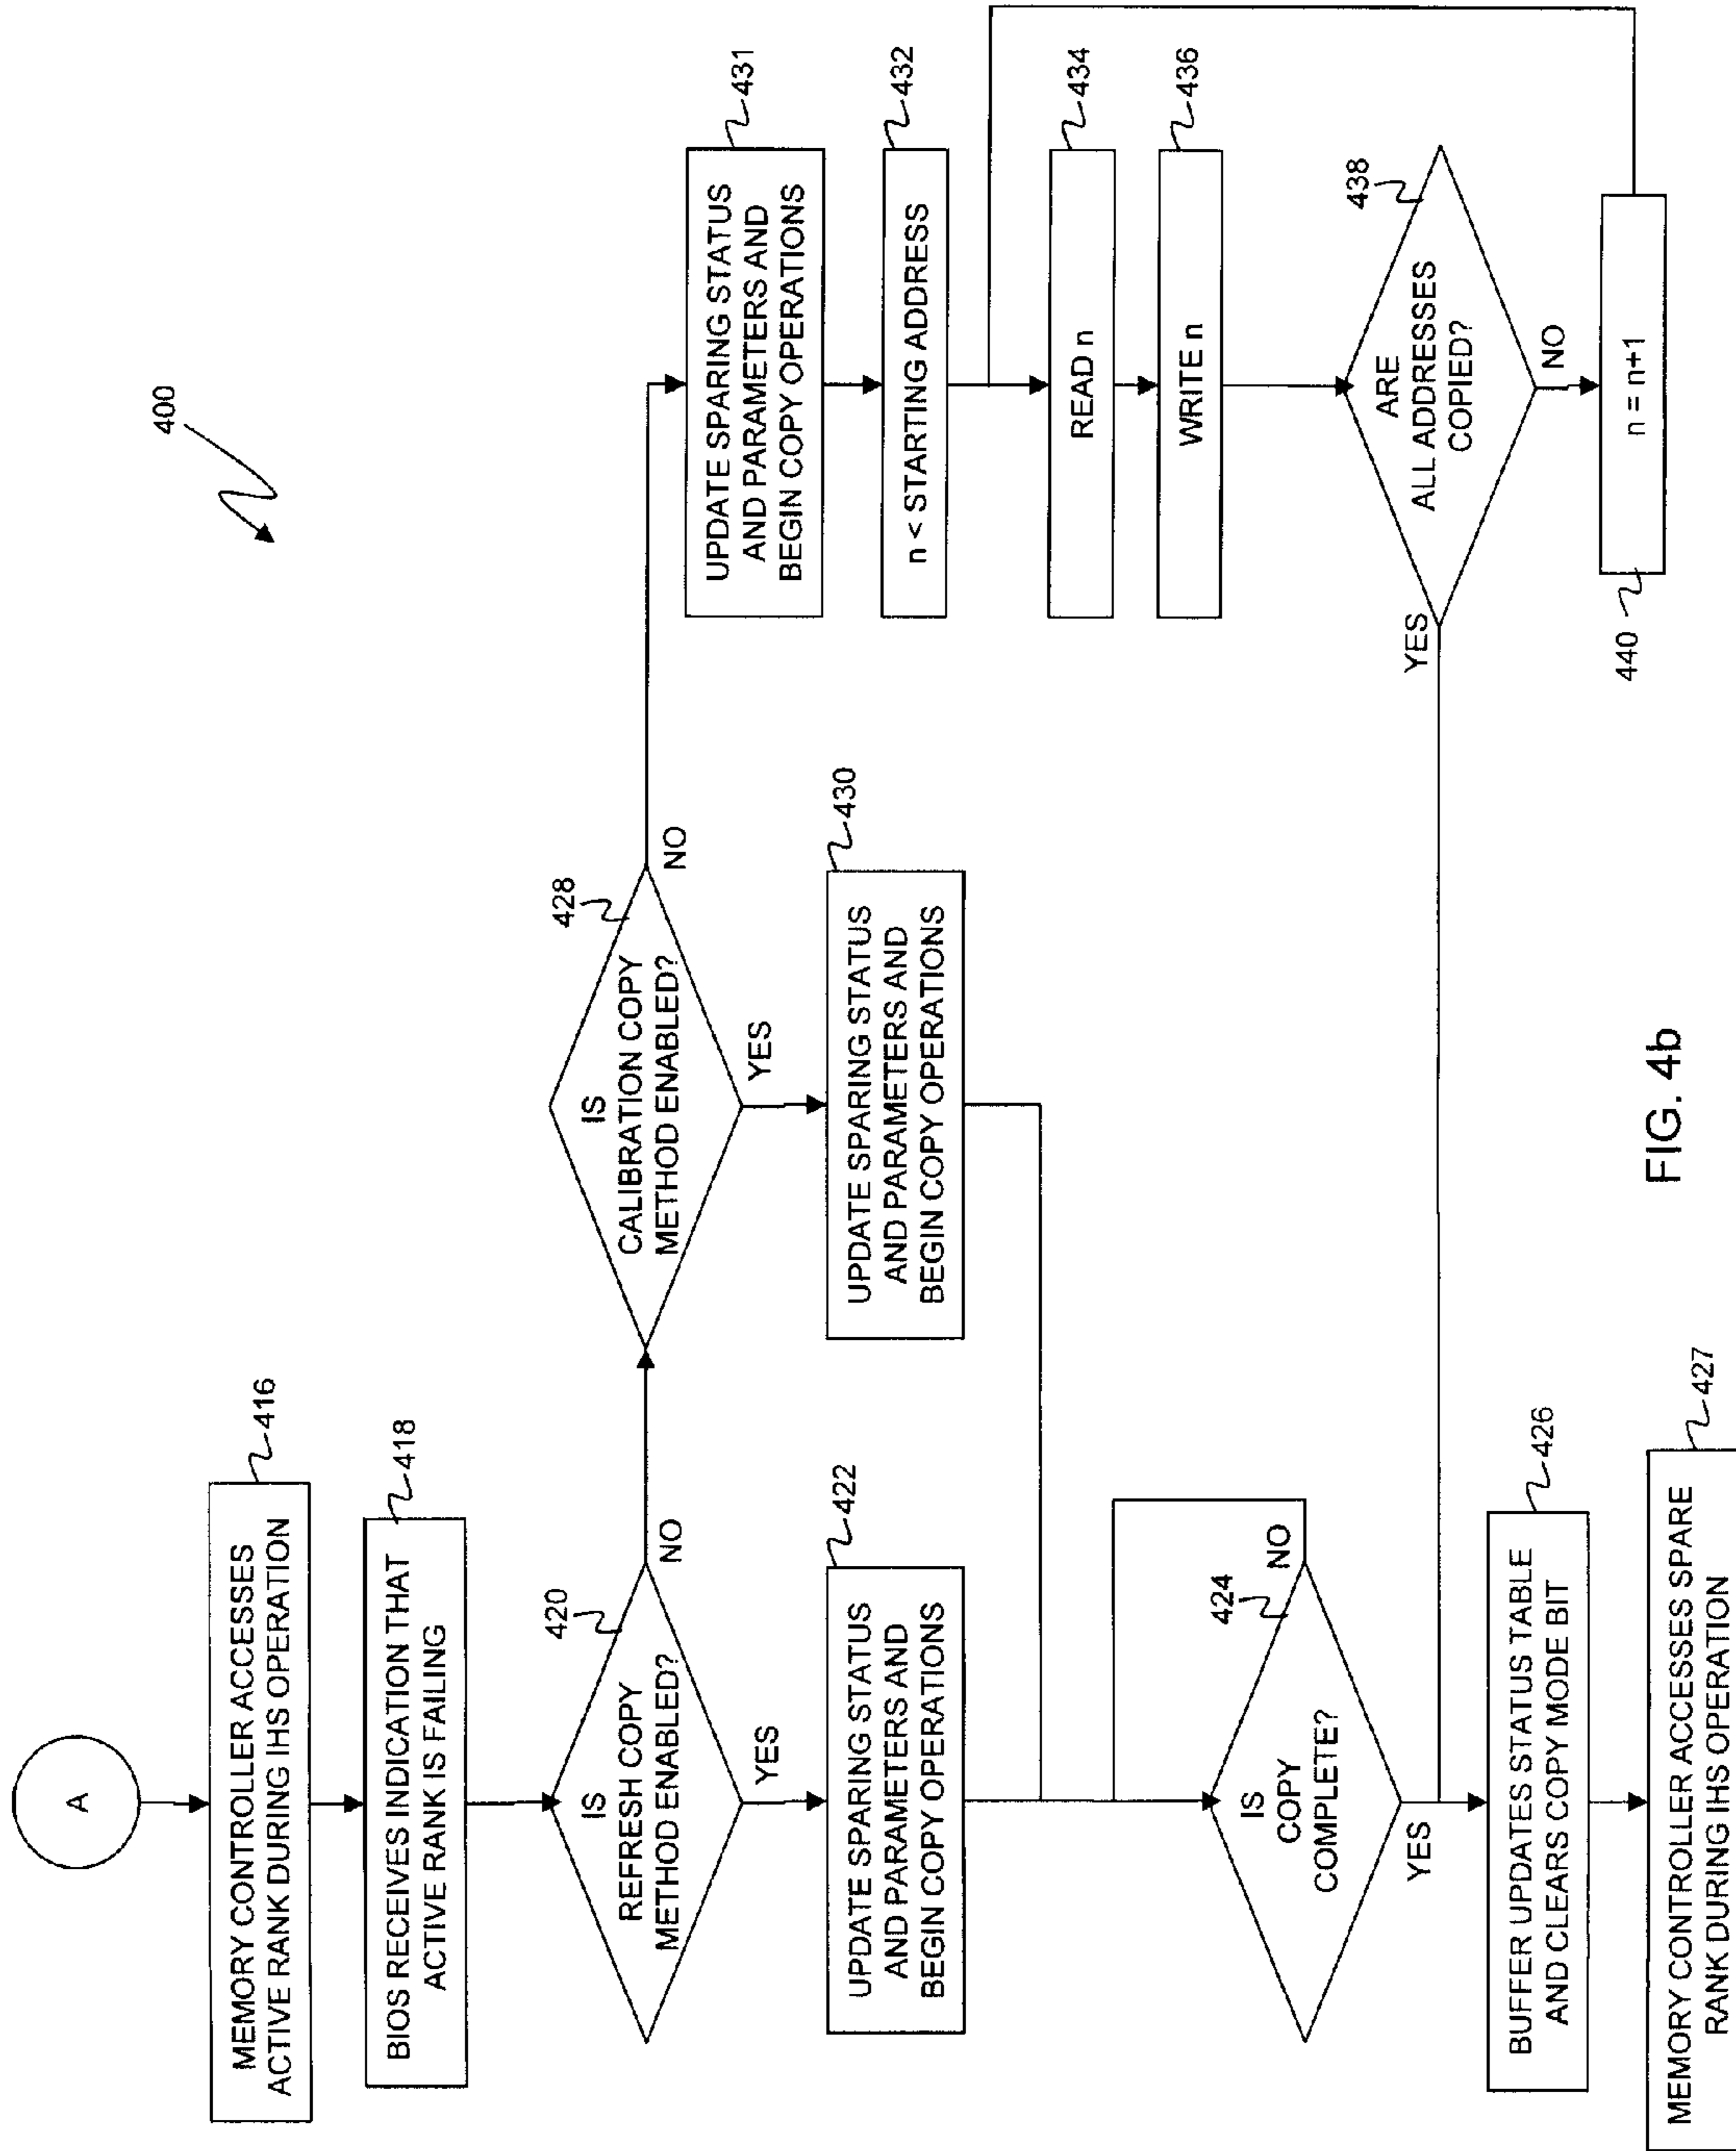 400
A
MEMORY CONTROLLER ACCESSES
ACTIVE RANK DURING IHS OPERATION
416
BIOS RECEIVES INDICATION THAT
ACTIVE RANK IS FAILING
418
IS
REFRESH COPY
METHOD ENABLED?
420
NO
YES
UPDATE SPARING STATUS
AND PARAMETERS AND
BEGIN COPY OPERATIONS
422
IS
COPY
COMPLETE?
424
NO
YES
BUFFER UPDATES STATUS TABLE
AND CLEARS COPY MODE BIT
426
MEMORY CONTROLLER ACCESSES SPARE
RANK DURING IHS OPERATION
427
IS
CALIBRATION COPY
METHOD ENABLED?
428
NO
YES
UPDATE SPARING STATUS
AND PARAMETERS AND
BEGIN COPY OPERATIONS
430
UPDATE SPARING STATUS
AND PARAMETERS AND
BEGIN COPY OPERATIONS
431
n < STARTING ADDRESS
432
READ n
434
WRITE n
436
ARE
ALL ADDRESSES
COPIED?
438
YES
NO
n = n+1
440
FIG. 4b